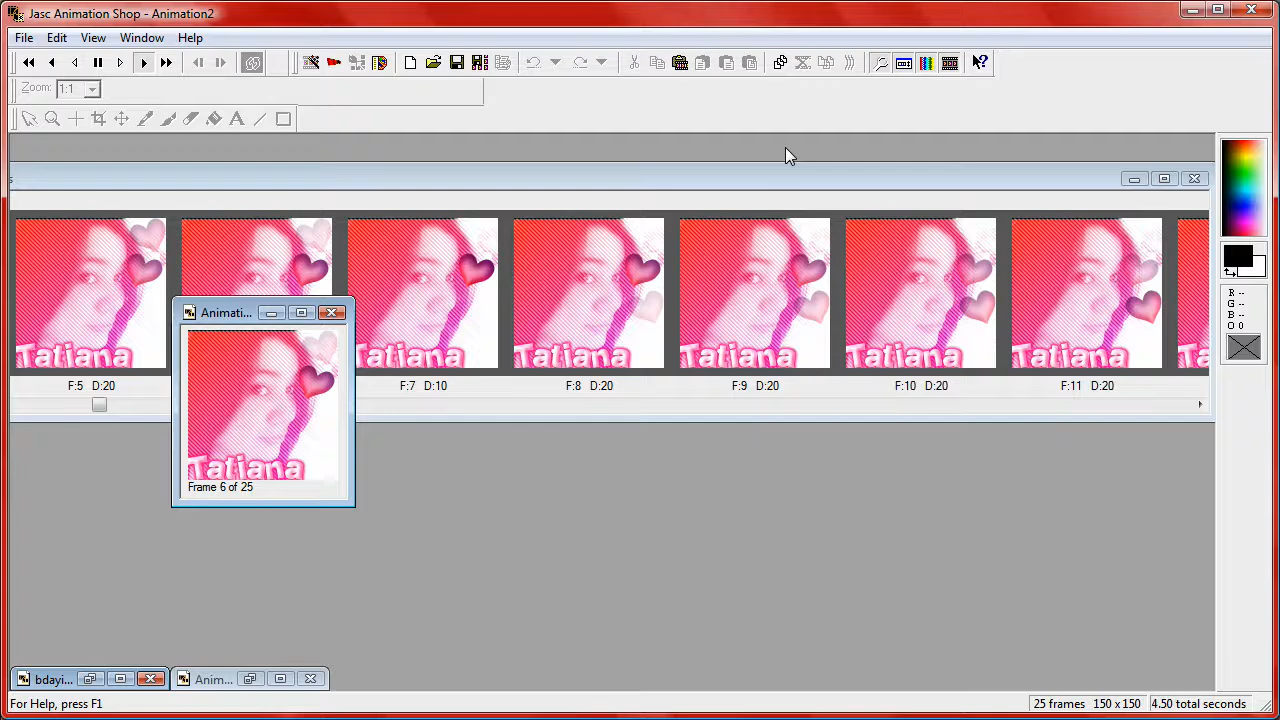 Jasc Animation Shop - Animation2
File Edit View Window Help
Zoom: 1:1
Tatiana
Tatiana
Tatiana
Tatiana
Tatiana
Tatiana
F:5 D:20
F:7 D:10
F:8 D:20
F:9 D:20
F:10 D:20
F:11 D:20
Animati...
Tatiana
Frame 6 of 25
R --
G --
B --
O 0
bdayi...
Anim...
For Help, press F1
25 frames 150 x 150 4.50 total seconds